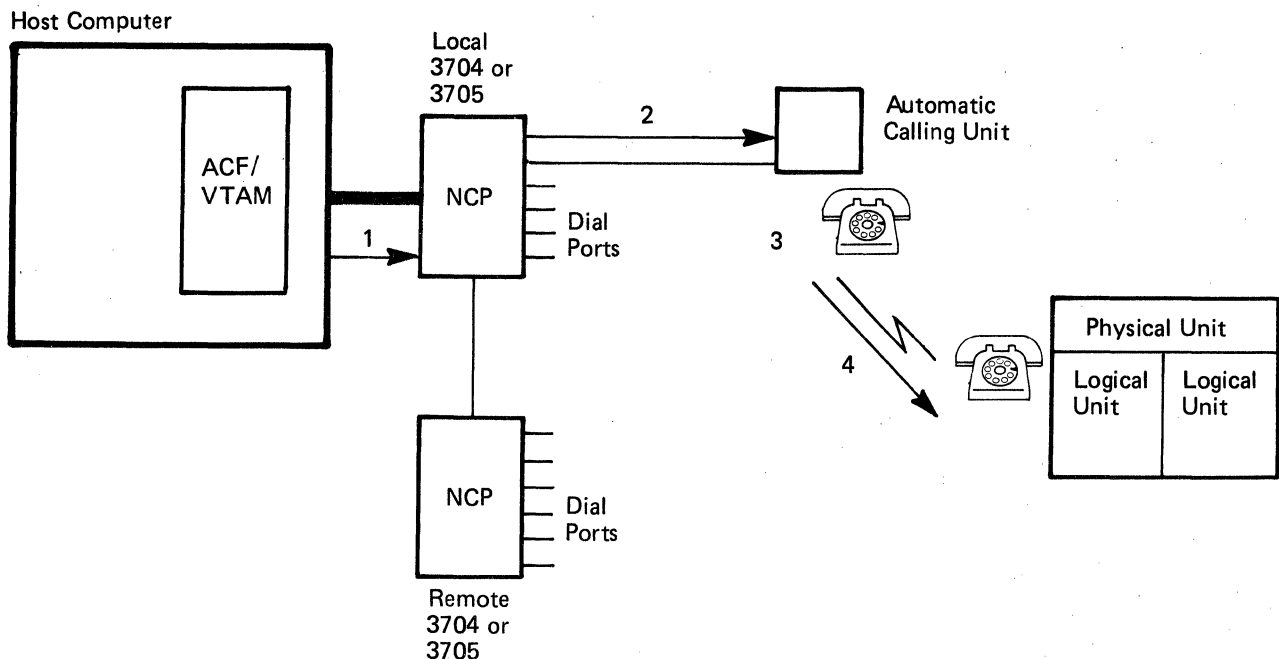 Host Computer
ACF/
VTAM
1
Local
3704 or
3705
NCP
Dial
Ports
2
Automatic
Calling Unit
3
4
Physical Unit
Logical
Unit
Logical
Unit
NCP
Dial
Ports
Remote
3704 or
3705